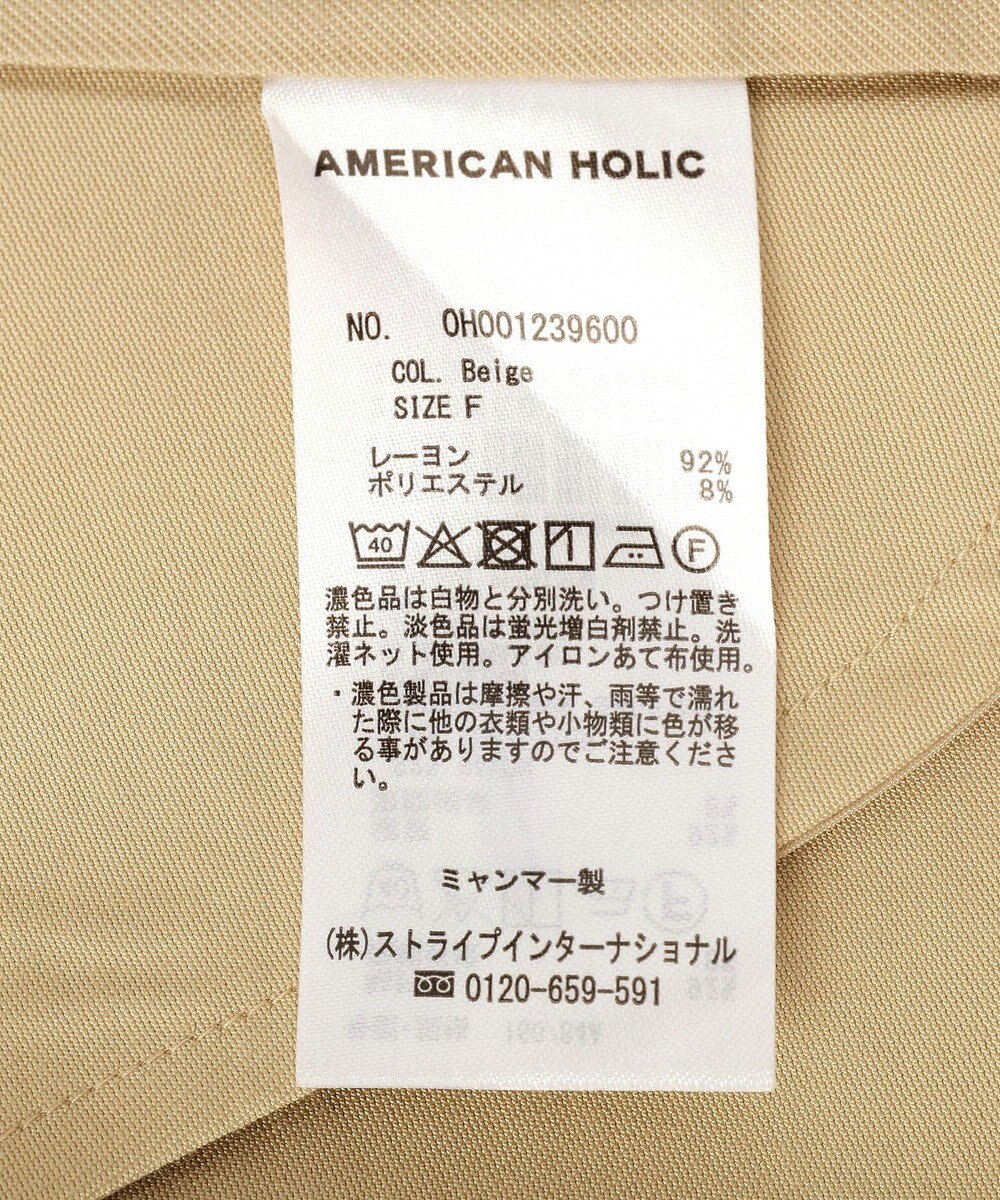 AMERICAN HOLIC
NO. 0H001239600
COL. Beige
SIZE F
レーヨン 92%
ポリエステル 8%
40 F
濃色品は白物と分別洗い。つけ置き
禁止。淡色品は蛍光増白剤禁止。洗
濯ネット使用。アイロンあて布使用。
・濃色製品は摩擦や汗、雨等で濡れ
た際に他の衣類や小物類に色が移
る事がありますのでご注意くださ
い。
ミャンマー製
(株)ストライプインターナショナル
0120-659-591